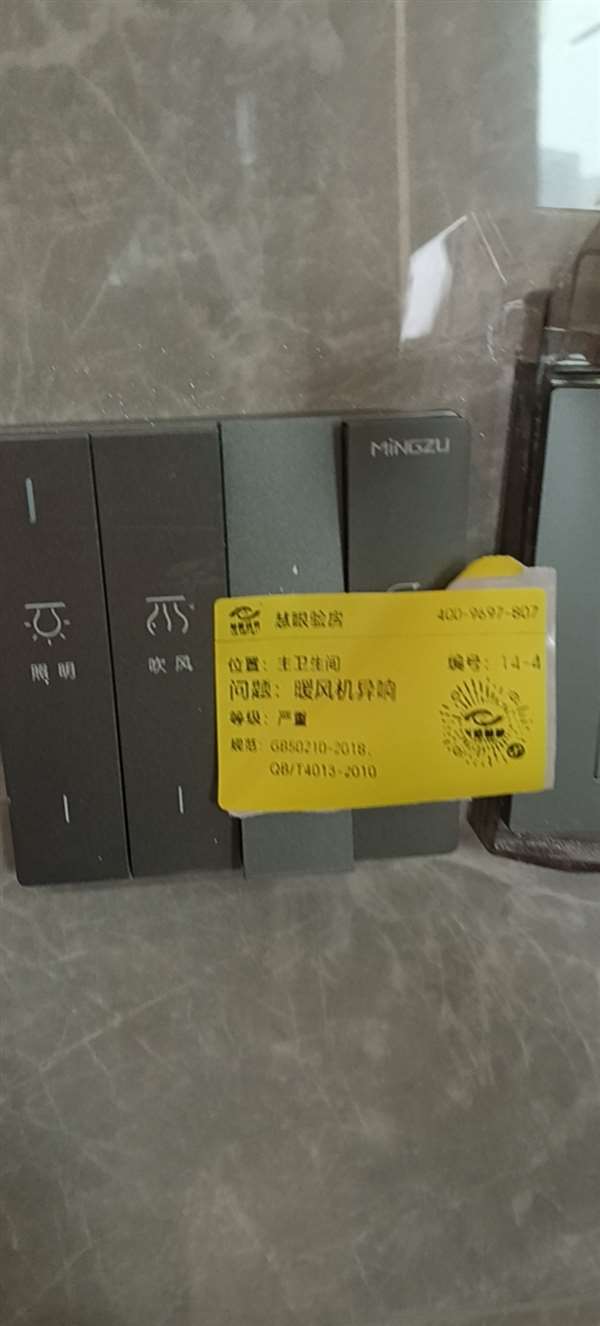 MiNGZU
照明
吹风
慧眼验房 400-9697-807
位置：主卫生间 编号：14-4
问题：暖风机异响
等级：严重
规范：GB50210-2018、
QB/T4013-2010